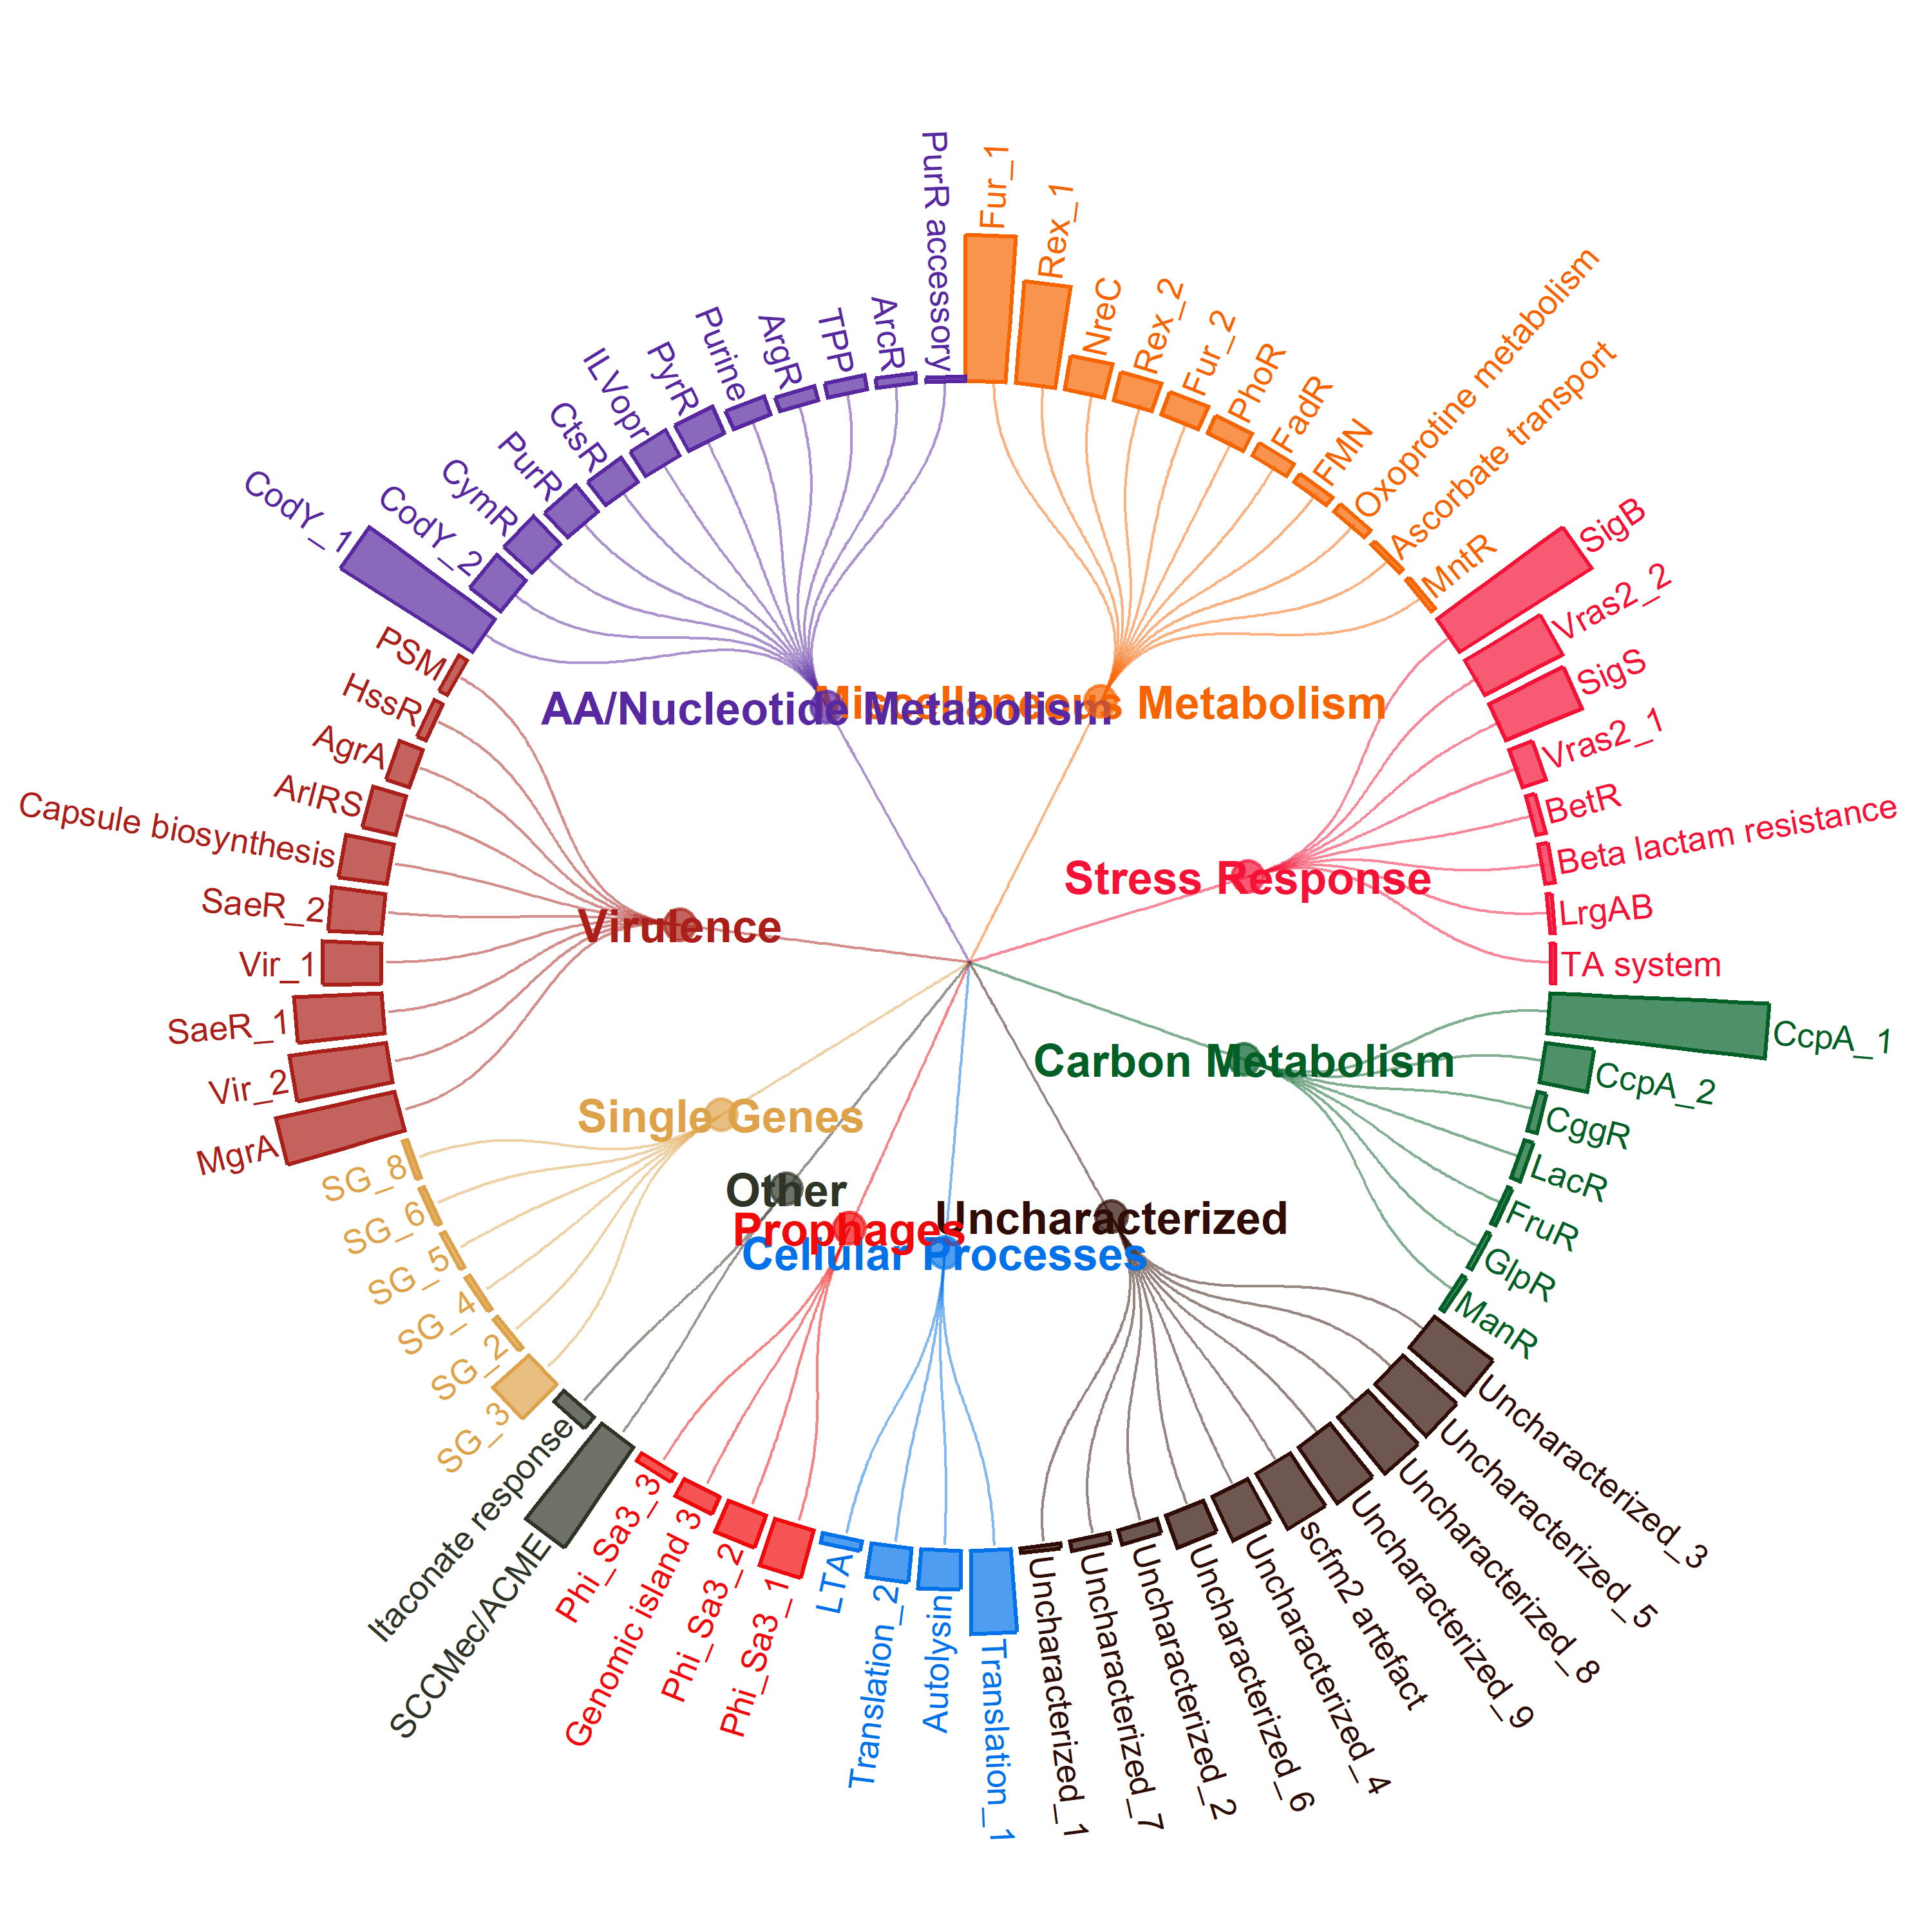 Fur_1
Rex_1
NreC
Rex_2
Fur_2
PhoR
FadR
FMN
Oxoprotine metabolism
Ascorbate transport
MntR
SigB
Vras2_2
SigS
Vras2_1
BetR
Beta lactam resistance
LrgAB
TA system
CcpA_1
CcpA_2
CggR
LacR
FruR
GlpR
ManR
Uncharacterized_3
Uncharacterized_5
Uncharacterized_8
Uncharacterized_9
scfm2 artefact
Uncharacterized_4
Uncharacterized_6
Uncharacterized_2
Uncharacterized_7
Uncharacterized_1
Translation_1
Autolysin
Translation_2
LTA
Phi_Sa3_1
Phi_Sa3_2
Genomic island 3
Phi_Sa3_3
SCCMec/ACME
Itaconate response
SG_3
SG_2
SG_4
SG_5
SG_6
SG_8
MgrA
Vir_2
SaeR_1
Vir_1
SaeR_2
Capsule biosynthesis
ArlRS
AgrA
HssR
PSM
CodY_1
CodY_2
CymR
PurR
CtsR
ILVopr
PyrR
Purine
ArgR
TPP
ArcR
PurR accessory
AA/Nucleotide Metabolism
Miscellaneous Metabolism
Stress Response
Virulence
Carbon Metabolism
Single Genes
Other
Prophages
Cellular Processes
Uncharacterized